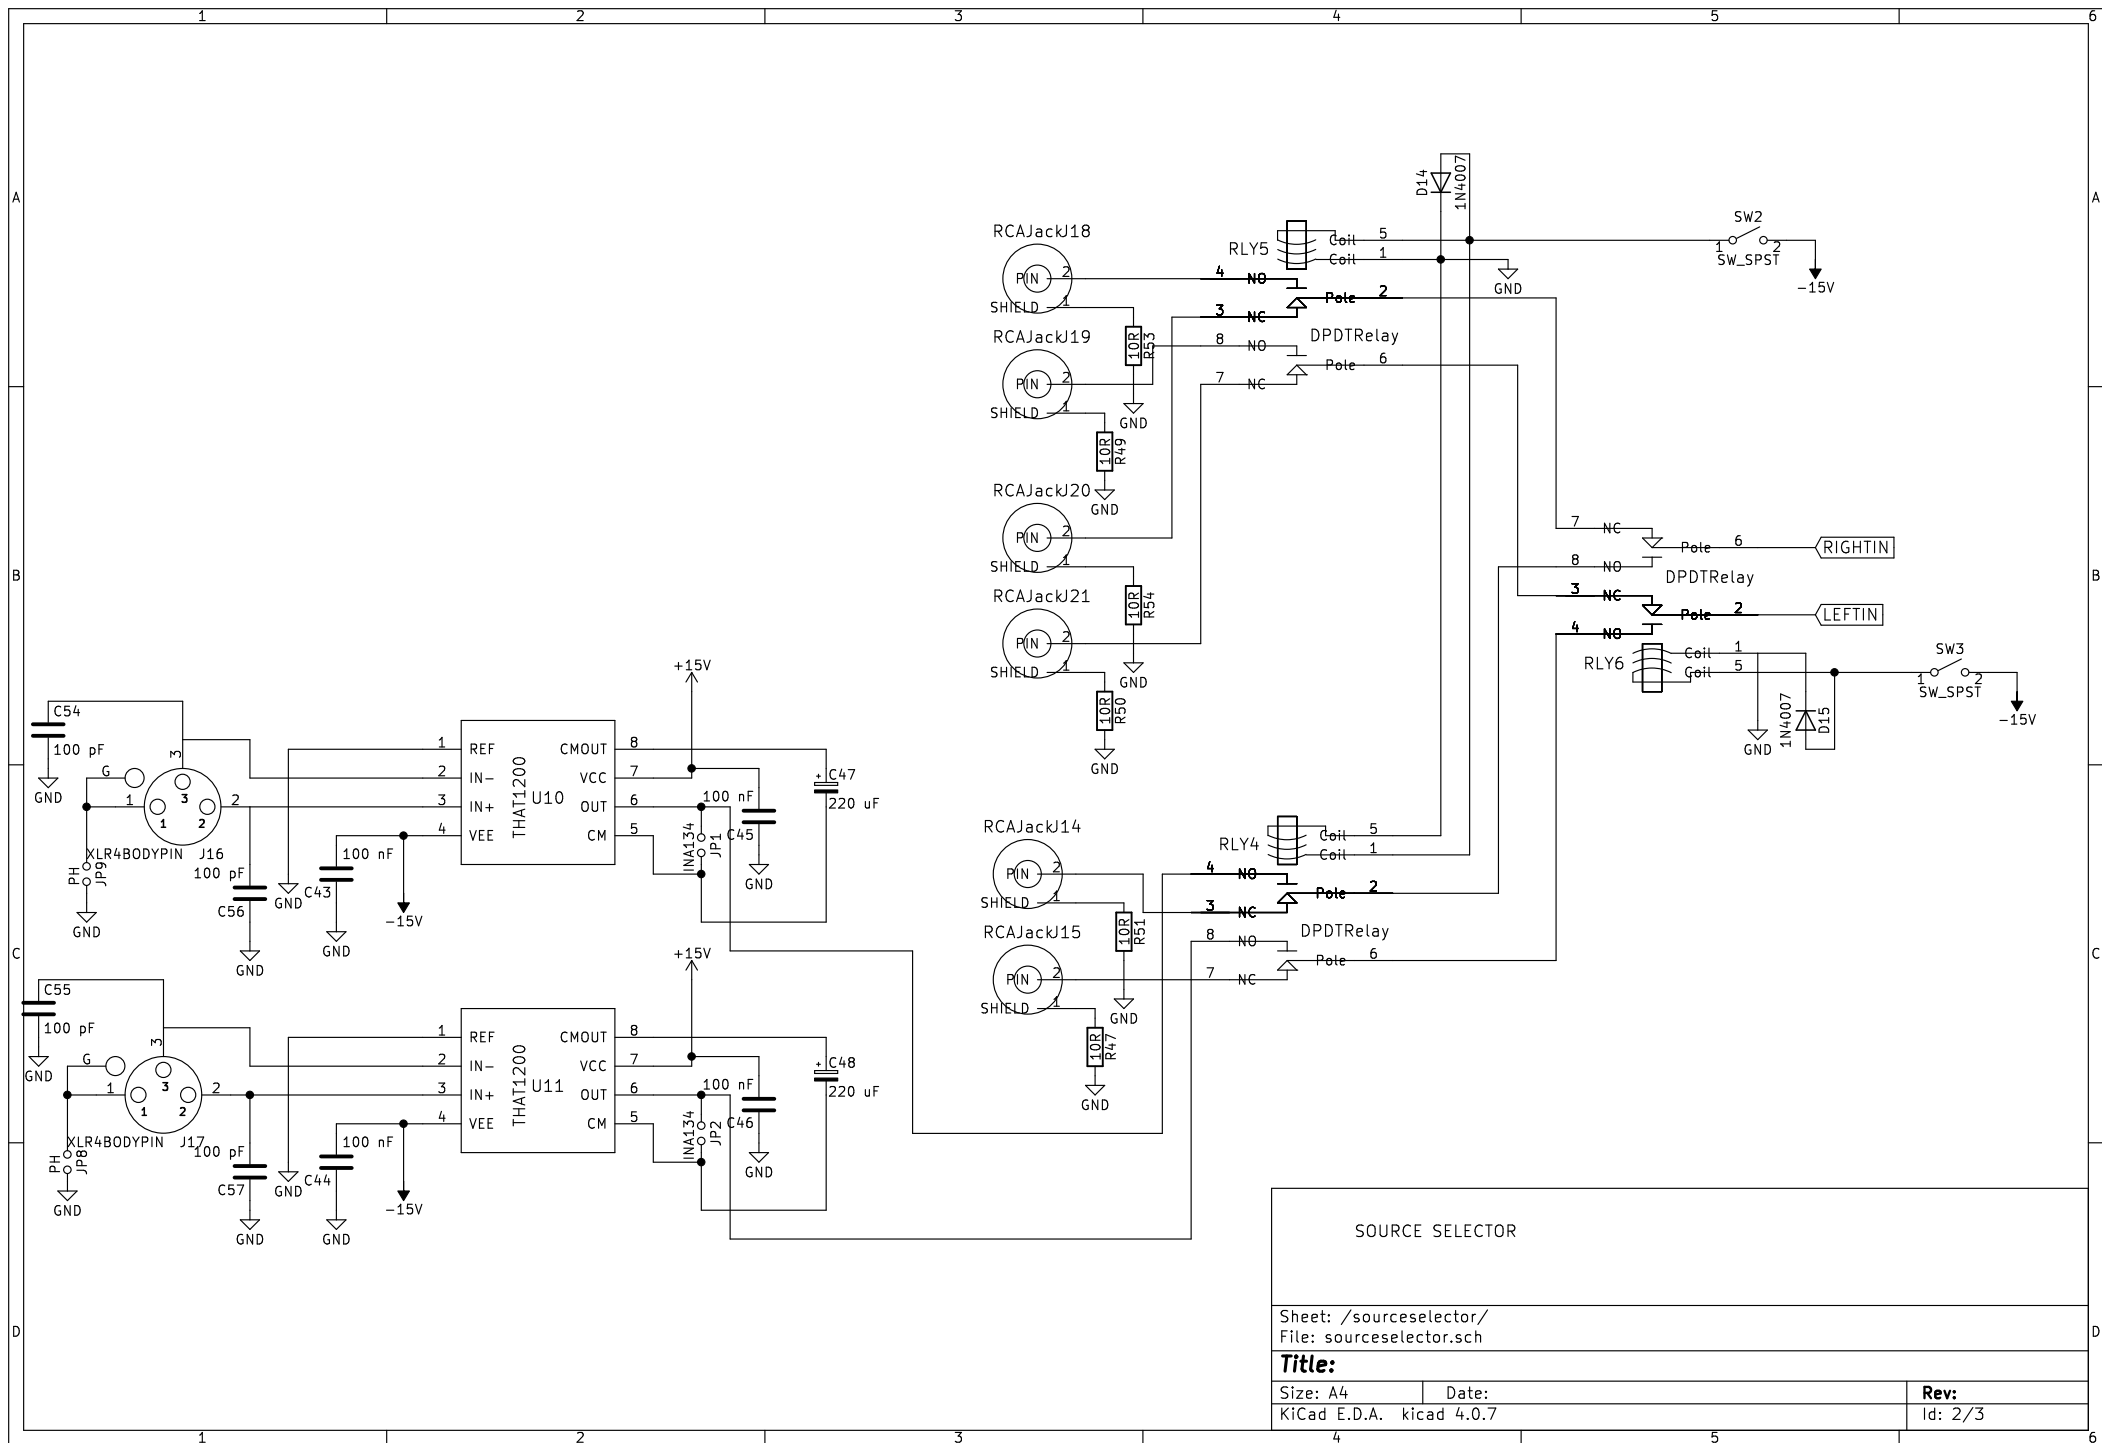 1 2 3 4 5 6
A A
B B
C C
D D
RCAJackJ18
PIN 2
SHIELD 1
10R R53
GND
RCAJackJ19
PIN 2
SHIELD 1
10R R49
GND
RCAJackJ20
PIN 2
SHIELD 1
10R R54
GND
RCAJackJ21
PIN 2
SHIELD 1
10R R50
GND
D14
1N4007
RLY5
Coil 5
Coil 1
4 NO
Pole 2
3 NC
DPDTRelay
8 NO
Pole 6
7 NC
GND
SW2
1 2
SW_SPST
-15V
7 NC
Pole 6
RIGHTIN
8 NO
DPDTRelay
3 NC
Pole 2
LEFTIN
4 NO
RLY6
Coil 1
Coil 5
GND
1N4007
D15
SW3
1 2
SW_SPST
-15V
C54
100 pF
GND
G
3
1 2
3
1 2
XLR4BODYPIN J16
PH
JP9
GND
100 pF
C56
GND
GND
100 nF
C43
GND
-15V
1 REF
2 IN-
3 IN+
4 VEE
THAT1200
U10
CMOUT 8
VCC 7
OUT 6
CM 5
+15V
100 nF
C45
GND
INA134
JP1
C47
+
220 uF
RCAJackJ14
PIN 2
SHIELD 1
10R R51
GND
RCAJackJ15
PIN 2
SHIELD 1
10R R47
GND
RLY4
Coil 5
Coil 1
4 NO
Pole 2
3 NC
DPDTRelay
8 NO
Pole 6
7 NC
C55
100 pF
GND
G
3
1 2
3
1 2
XLR4BODYPIN J17
PH
JP8
GND
100 pF
C57
GND
GND
100 nF
C44
GND
-15V
1 REF
2 IN-
3 IN+
4 VEE
THAT1200
U11
CMOUT 8
VCC 7
OUT 6
CM 5
+15V
100 nF
C46
GND
INA134
JP2
C48
+
220 uF
SOURCE SELECTOR
Sheet: /sourceselector/
File: sourceselector.sch
Title:
Size: A4 Date: Rev:
KiCad E.D.A. kicad 4.0.7 Id: 2/3
1 2 3 4 5 6